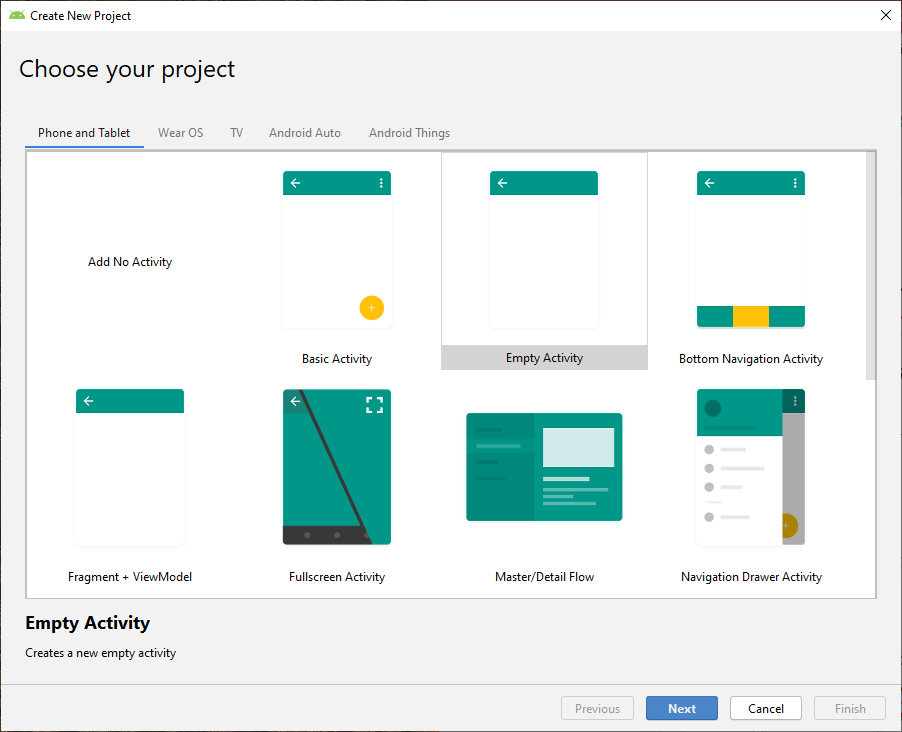 Create New Project
Choose your project
Phone and Tablet Wear OS TV Android Auto Android Things
Add No Activity
Basic Activity Empty Activity Bottom Navigation Activity
Fragment + ViewModel Fullscreen Activity Master/Detail Flow Navigation Drawer Activity
Empty Activity
Creates a new empty activity
Previous Next Cancel Finish